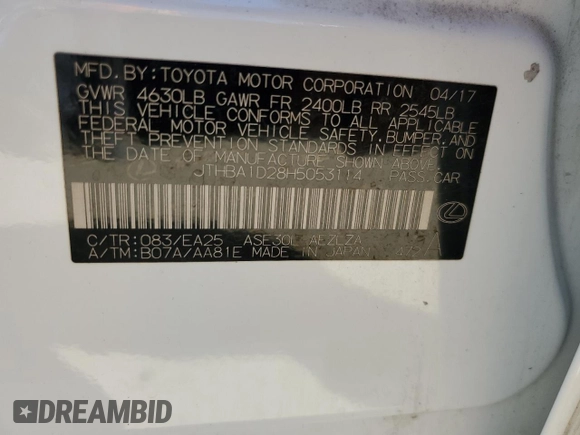 MFD. BY: TOYOTA MOTOR CORPORATION 04/17
GVWR 4630LB GAWR FR 2400LB RR 2545LB
THIS VEHICLE CONFORMS TO ALL APPLICABLE
FEDERAL MOTOR VEHICLE SAFETY, BUMPER, AND
THEFT PREVENTION STANDARDS IN EFFECT ON
THE DATE OF MANUFACTURE SHOWN ABOVE.
JTHBA1D28H5053114 PASS.CAR
C/TR: 083/EA25 ASE30L-AEZLZA
A/TM: B07A/AA81E MADE IN JAPAN
DREAMBID